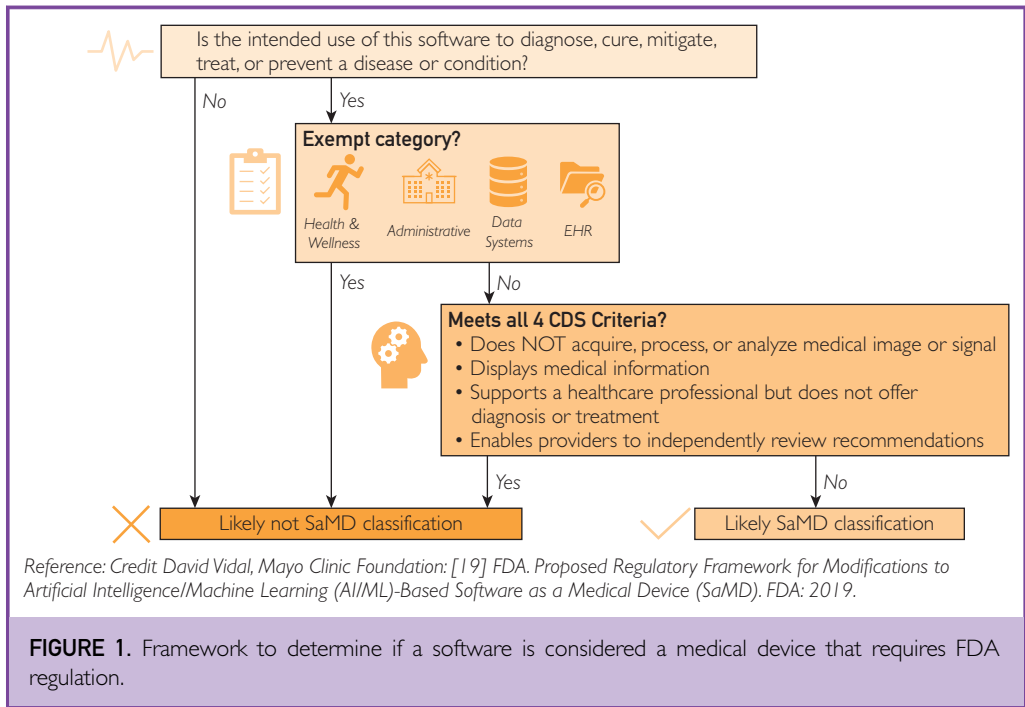 Is the intended use of this software to diagnose, cure, mitigate,
treat, or prevent a disease or condition?
No
Yes
Exempt category?
Health &
Wellness
Administrative
Data
Systems
EHR
Yes
No
Meets all 4 CDS Criteria?
• Does NOT acquire, process, or analyze medical image or signal
• Displays medical information
• Supports a healthcare professional but does not offer
diagnosis or treatment
• Enables providers to independently review recommendations
Yes
No
Likely not SaMD classification
Likely SaMD classification
Reference: Credit David Vidal, Mayo Clinic Foundation: [19] FDA. Proposed Regulatory Framework for Modifications to
Artificial Intelligence/Machine Learning (AI/ML)-Based Software as a Medical Device (SaMD). FDA: 2019.
FIGURE 1. Framework to determine if a software is considered a medical device that requires FDA
regulation.